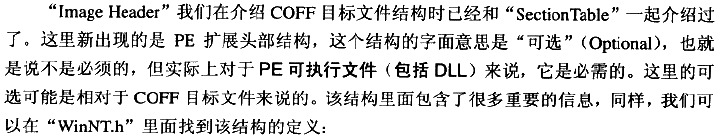 “Image Header”我们在介绍 COFF 目标文件结构时已经和“SectionTable”一起介绍过
了。这里新出现的是 PE 扩展头部结构，这个结构的字面意思是“可选”（Optional），也就
是说不是必须的，但实际上对于 PE 可执行文件（包括 DLL）来说，它是必需的。这里的可
选可能是相对于 COFF 目标文件来说的。该结构里面包含了很多重要的信息，同样，我们可
以在“WinNT.h”里面找到该结构的定义：